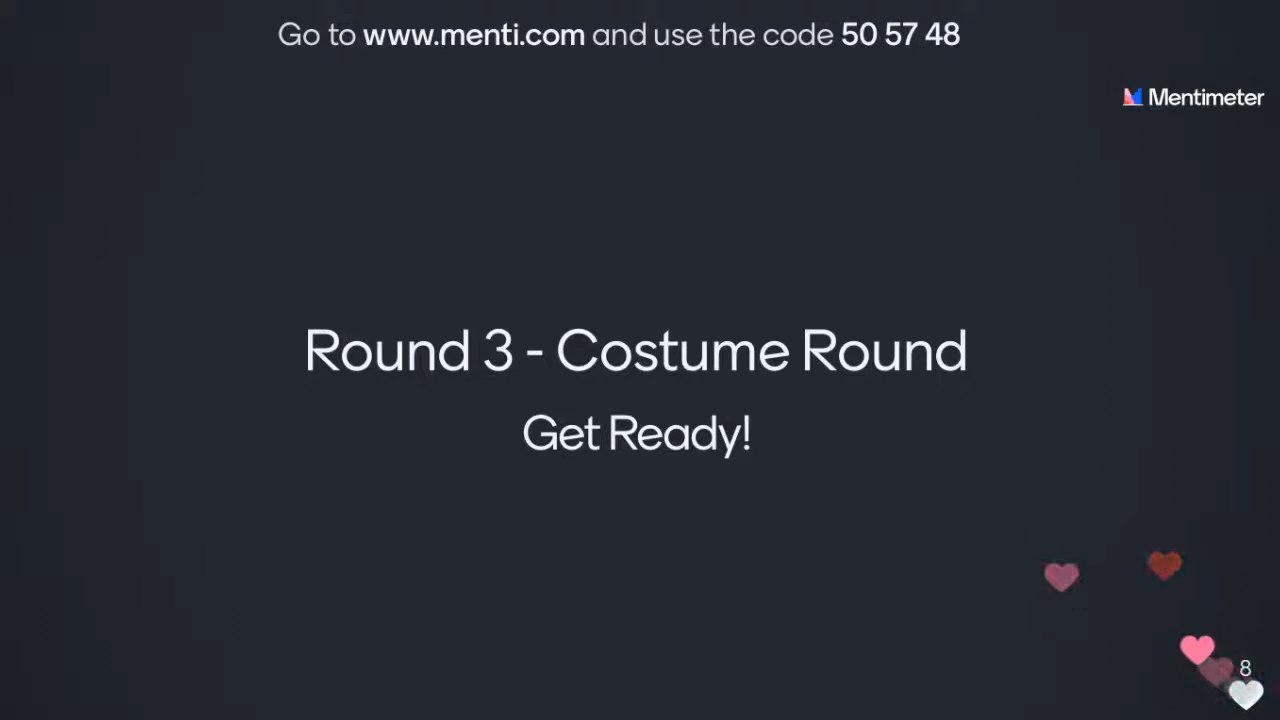 Go to www.menti.com and use the code 50 57 48
Mentimeter
Round 3 - Costume Round
Get Ready!
8